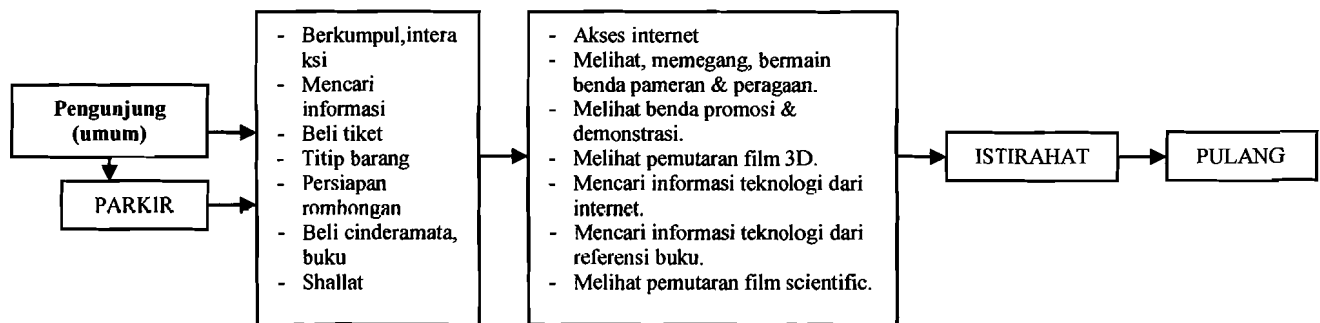 Pengunjung
(umum)
PARKIR
- Berkumpul,intera
ksi
- Mencari
informasi
- Beli tiket
- Titip barang
- Persiapan
rombongan
- Beli cinderamata,
buku
- Shallat
- Akses internet
- Melihat, memegang, bermain
benda pameran & peragaan.
- Melihat benda promosi &
demonstrasi.
- Melihat pemutaran film 3D.
- Mencari informasi teknologi dari
internet.
- Mencari informasi teknologi dari
referensi buku.
- Melihat pemutaran film scientific.
ISTIRAHAT
PULANG